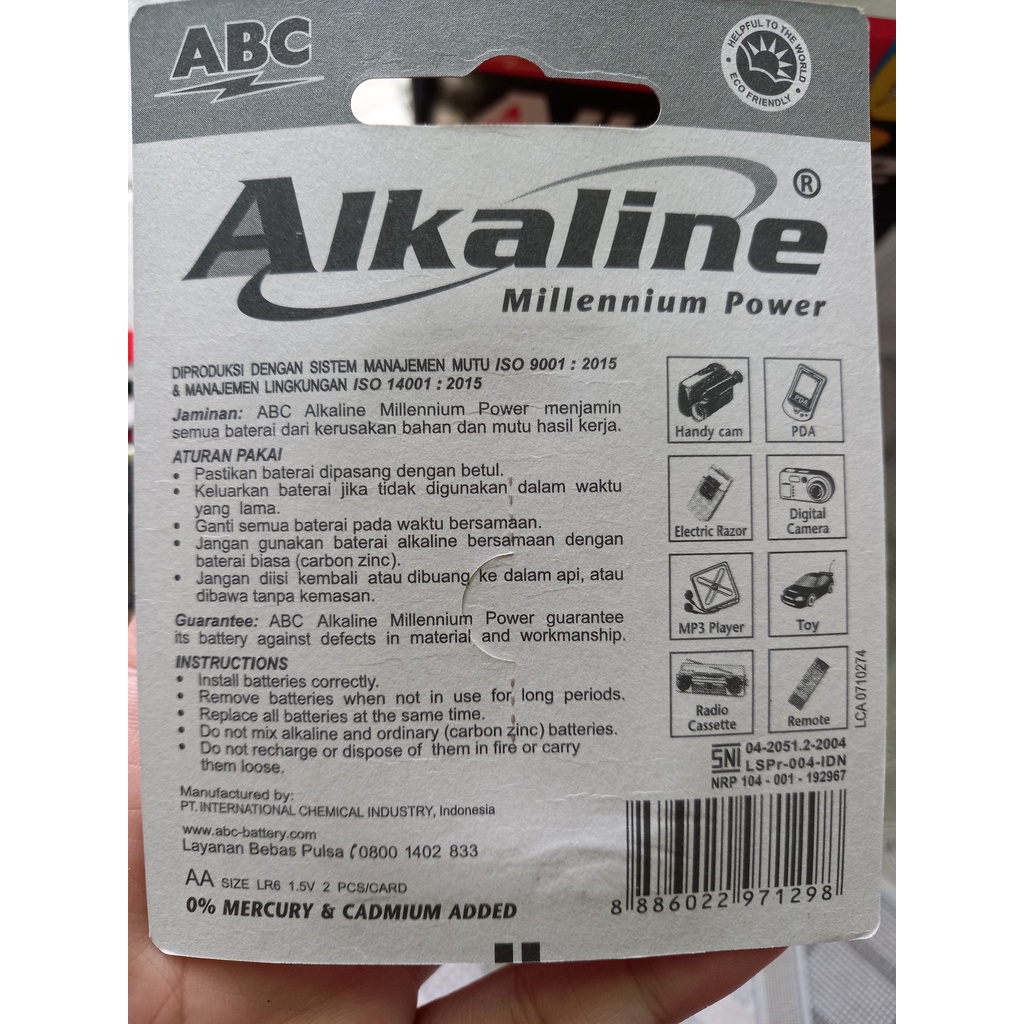 ABC
HELPFUL TO THE WORLD
ECO FRIENDLY
Alkaline®
Millennium Power
DIPRODUKSI DENGAN SISTEM MANAJEMEN MUTU ISO 9001 : 2015
& MANAJEMEN LINGKUNGAN ISO 14001 : 2015
Jaminan: ABC Alkaline Millennium Power menjamin
semua baterai dari kerusakan bahan dan mutu hasil kerja.
ATURAN PAKAI
• Pastikan baterai dipasang dengan betul.
• Keluarkan baterai jika tidak digunakan dalam waktu
yang lama.
• Ganti semua baterai pada waktu bersamaan.
• Jangan gunakan baterai alkaline bersamaan dengan
baterai biasa (carbon zinc).
• Jangan diisi kembali atau dibuang ke dalam api, atau
dibawa tanpa kemasan.
Guarantee: ABC Alkaline Millennium Power guarantee
its battery against defects in material and workmanship.
INSTRUCTIONS
• Install batteries correctly.
• Remove batteries when not in use for long periods.
• Replace all batteries at the same time.
• Do not mix alkaline and ordinary (carbon zinc) batteries.
• Do not recharge or dispose of them in fire or carry
them loose.
Manufactured by:
PT. INTERNATIONAL CHEMICAL INDUSTRY, Indonesia
www.abc-battery.com
Layanan Bebas Pulsa 0800 1402 833
AA SIZE LR6 1.5V 2 PCS/CARD
0% MERCURY & CADMIUM ADDED
Handy cam
PDA
PDA
Electric Razor
Digital
Camera
MP3 Player
Toy
Radio
Cassette
Remote
LCA 0710274
SNI 04-2051.2-2004
LSPr-004-IDN
NRP 104 - 001 - 192967
8 886022 971298